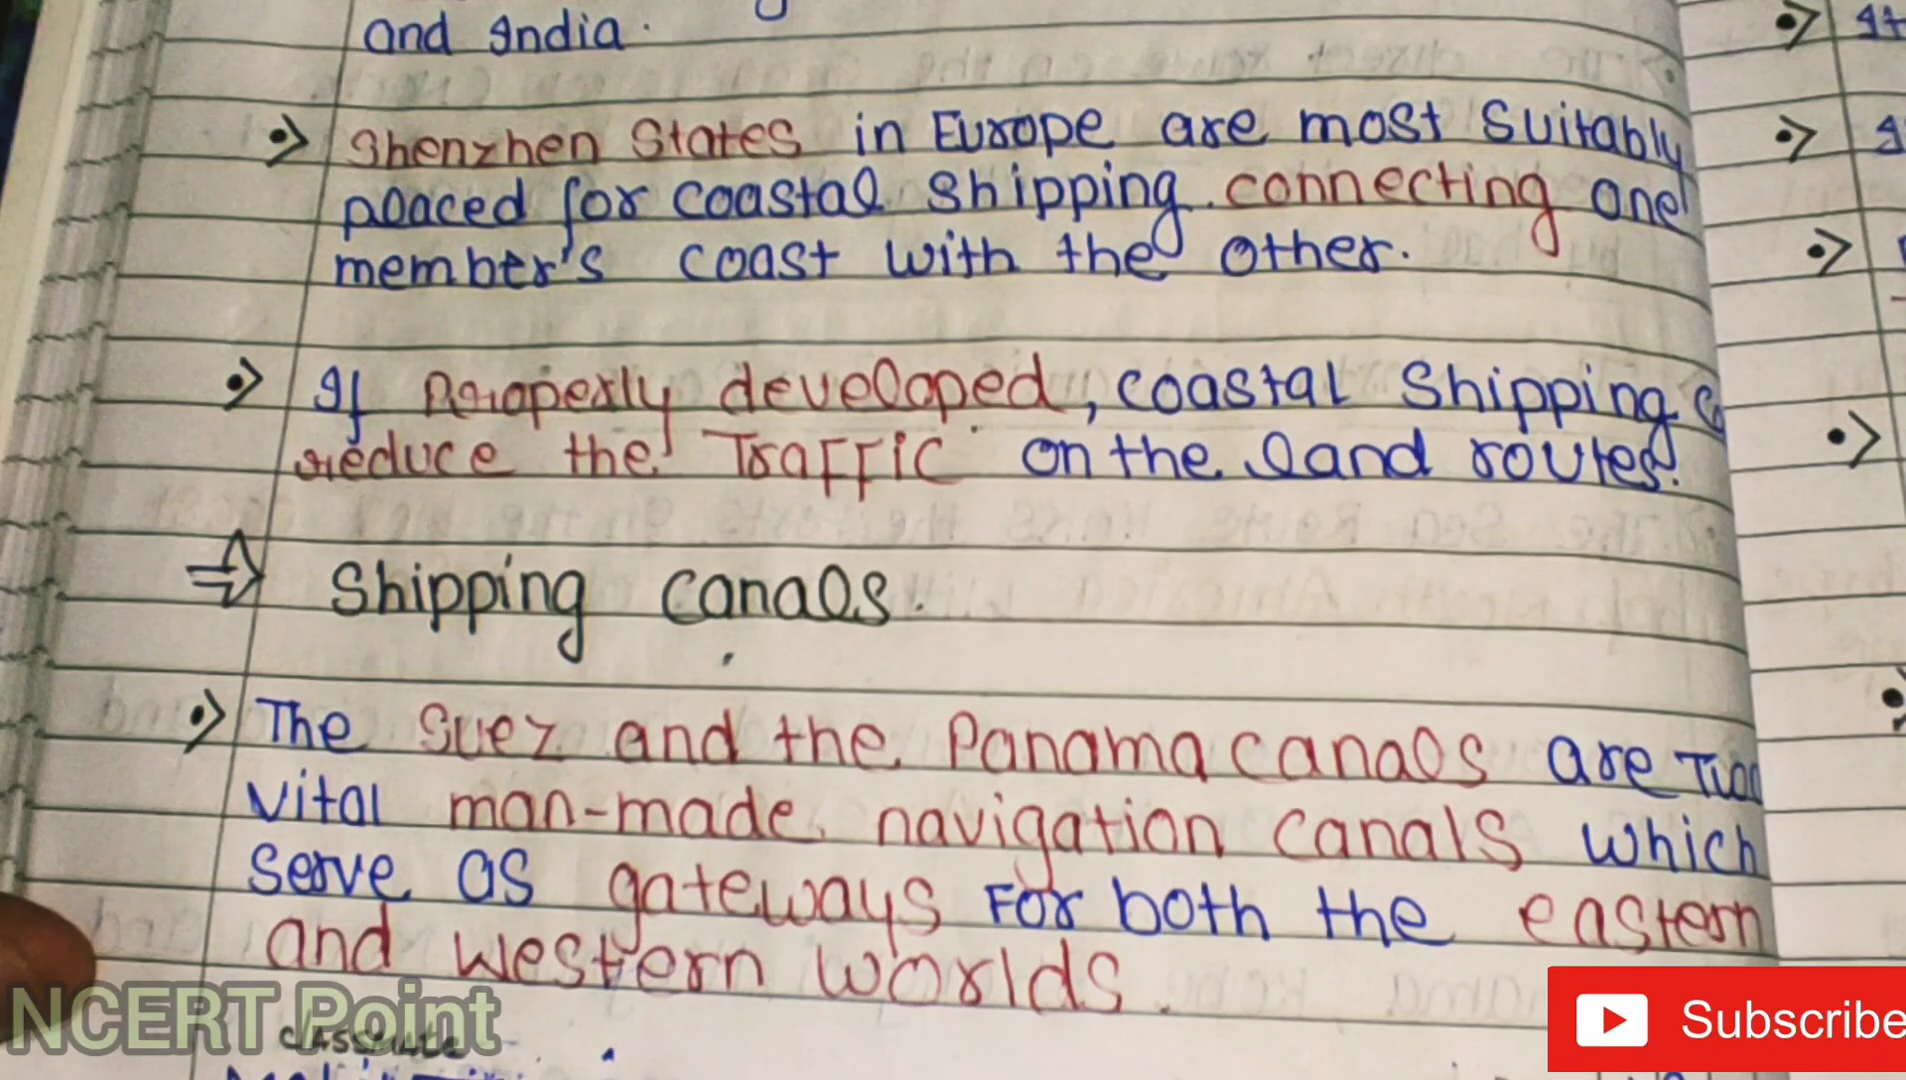 and India.
•> Shenzhen States in Europe are most Suitably
placed for coastal Shipping connecting one
member's coast with the other.
•> If Properly developed, coastal Shipping
reduce the Traffic on the land routes.
⇒ Shipping canals.
•> The Suez and the Panama canals are Two
vital man-made navigation canals which
serve as gateways For both the eastern
and western worlds.
NCERT Point
classmate
Subscribe
•> It
•>
•>
•>